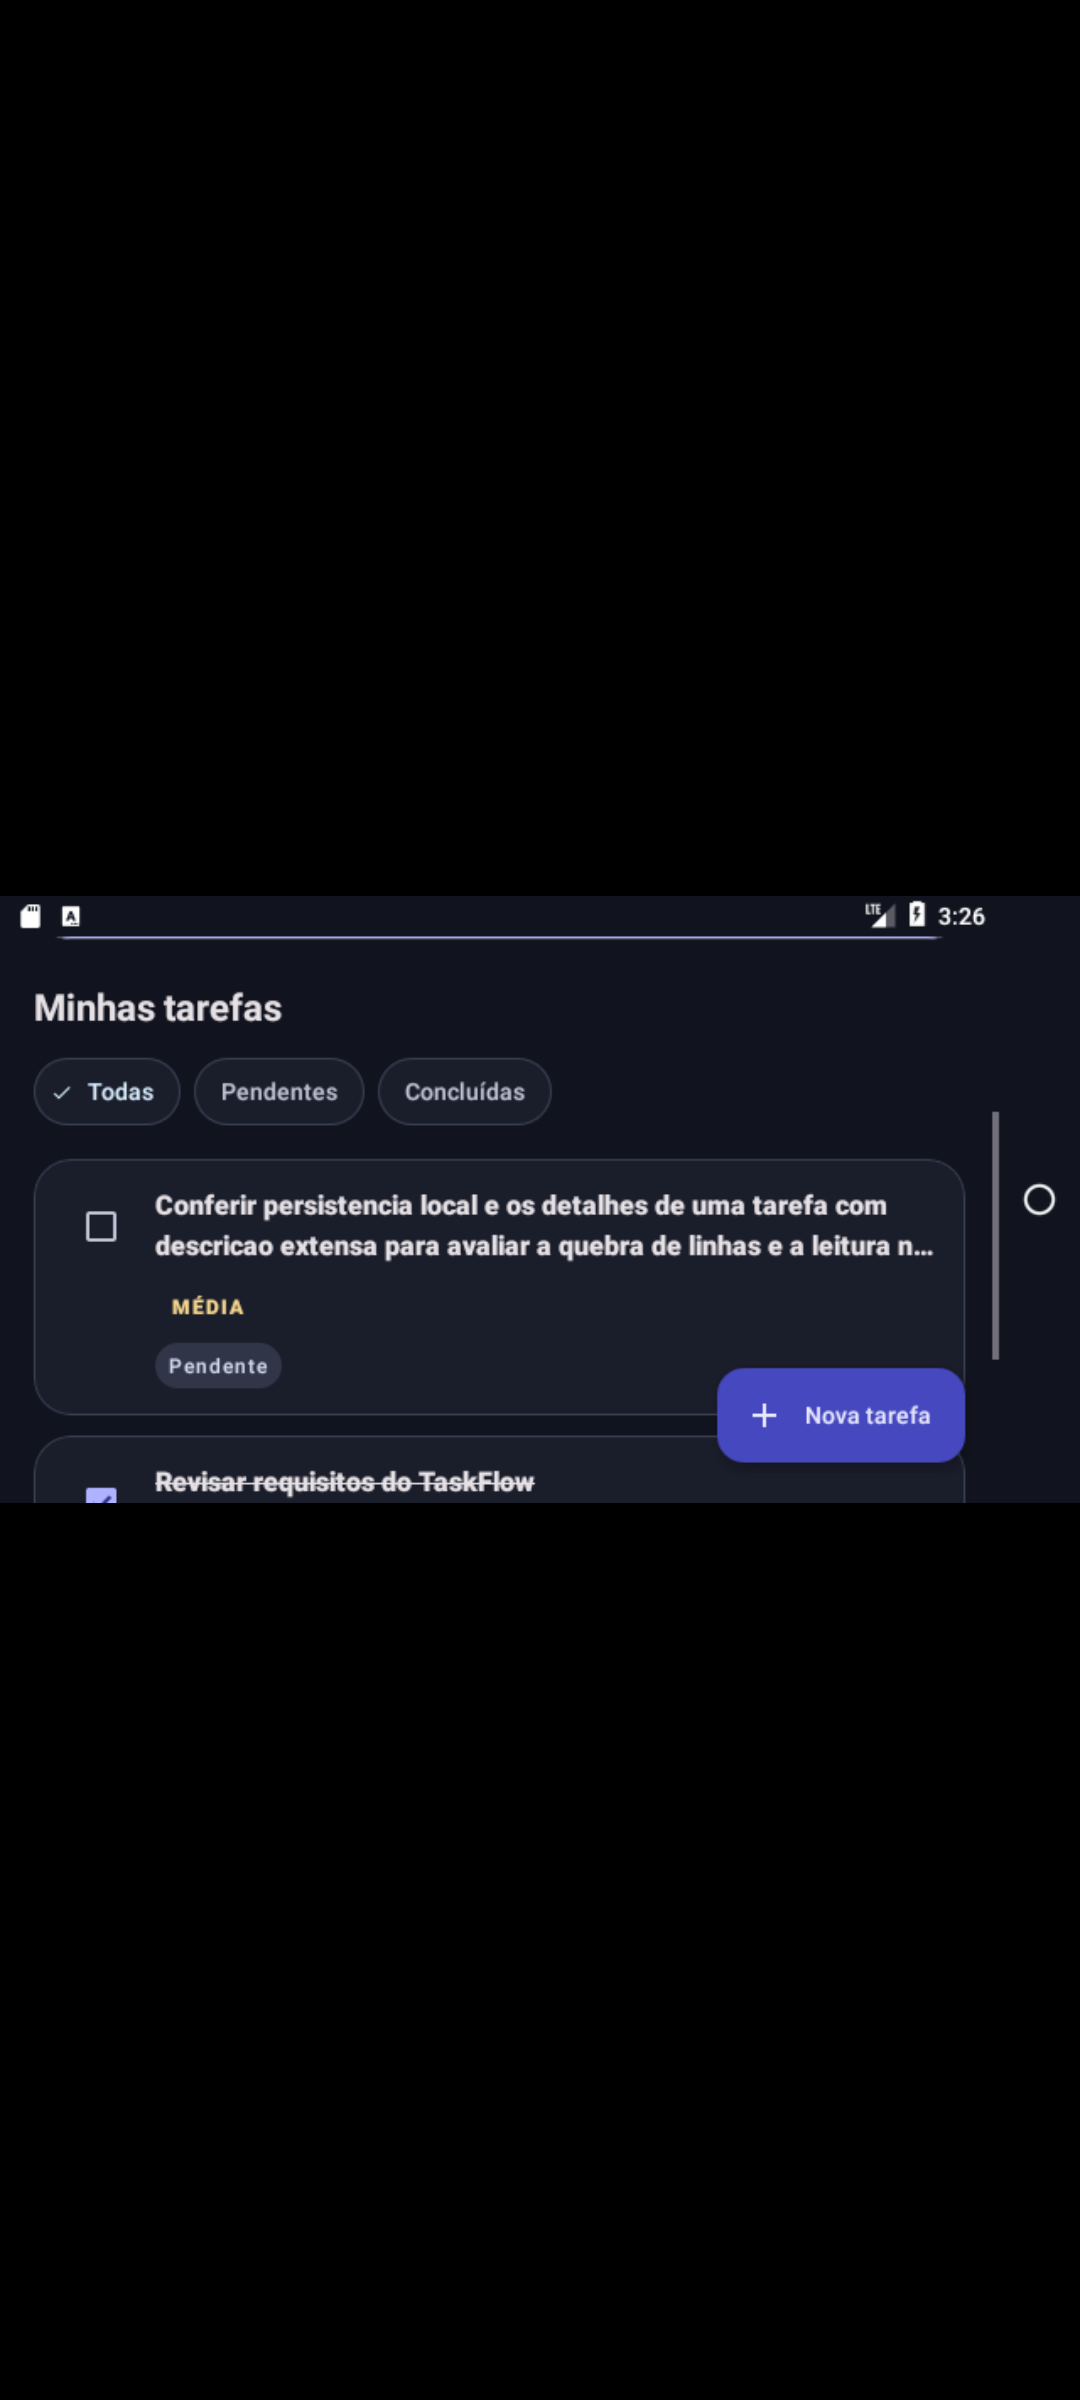 LTE 3:26
Minhas tarefas
Todas Pendentes Concluídas
Conferir persistencia local e os detalhes de uma tarefa com
descricao extensa para avaliar a quebra de linhas e a leitura n...
MÉDIA
Pendente
Nova tarefa
Revisar requisitos do TaskFlow